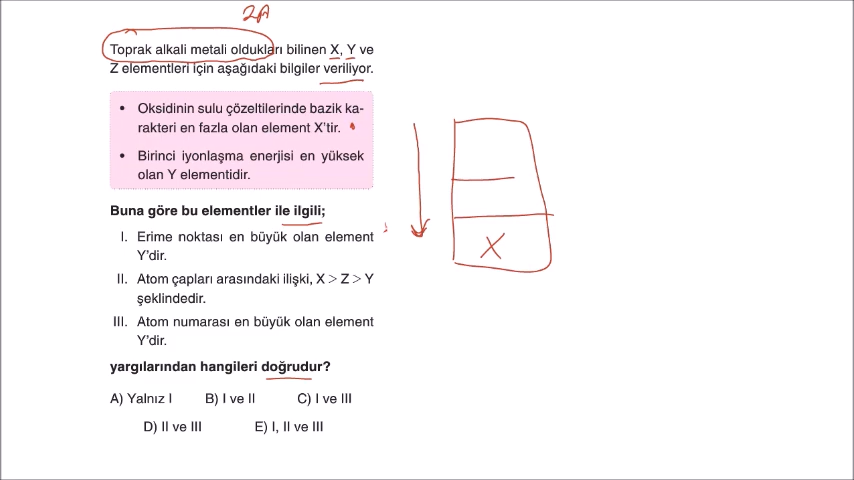 2A
Toprak alkali metali oldukları bilinen X, Y ve
Z elementleri için aşağıdaki bilgiler veriliyor.
• Oksidinin sulu çözeltilerinde bazik ka-
rakteri en fazla olan element X'tir.
• Birinci iyonlaşma enerjisi en yüksek
olan Y elementidir.
Buna göre bu elementler ile ilgili;
I. Erime noktası en büyük olan element
Y'dir.
II. Atom çapları arasındaki ilişki, X > Z > Y
şeklindedir.
III. Atom numarası en büyük olan element
Y'dir.
yargılarından hangileri doğrudur?
A) Yalnız I B) I ve II C) I ve III
D) II ve III E) I, II ve III
X